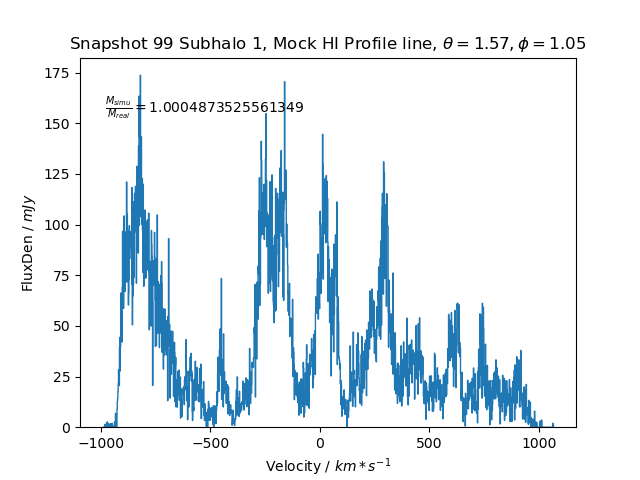 Snapshot 99 Subhalo 1, Mock HI Profile line, θ = 1.57, ϕ = 1.05
175
M_simu/M_real = 1.0004873525561349
150
125
100
75
50
25
0
FluxDen / mJy
−1000 −500 0 500 1000
Velocity / km * s⁻¹